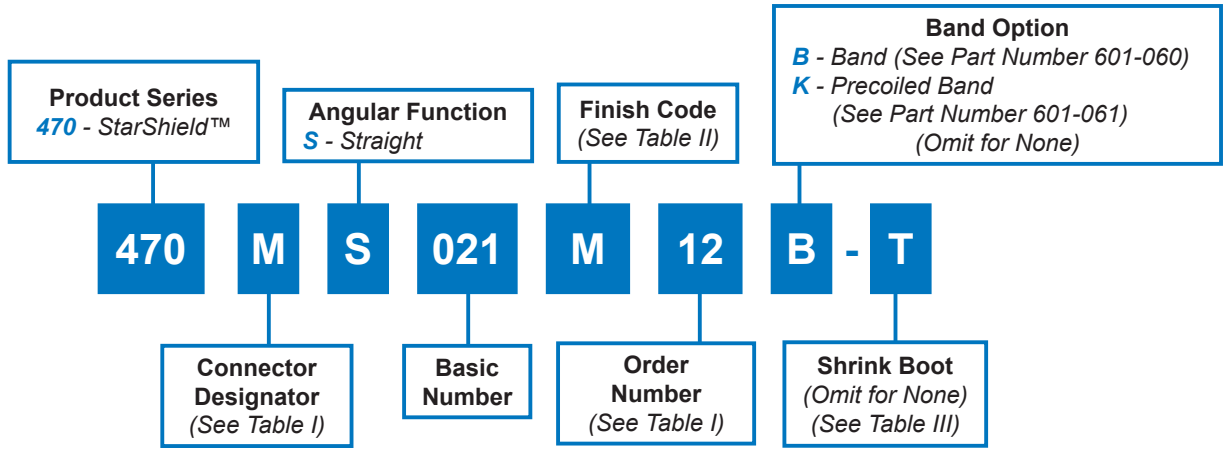 Product Series
470 - StarShield™
Angular Function
S - Straight
Finish Code
(See Table II)
Band Option
B - Band (See Part Number 601-060)
K - Precoiled Band
(See Part Number 601-061)
(Omit for None)
470 M S 021 M 12 B - T
Connector
Designator
(See Table I)
Basic
Number
Order
Number
(See Table I)
Shrink Boot
(Omit for None)
(See Table III)